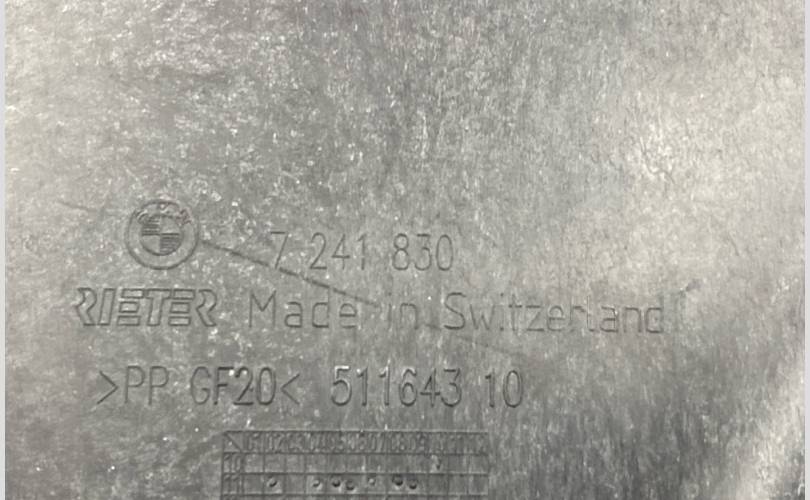 7 241 830
RIETER Made in Switzerland
>PP GF20< 511643 10